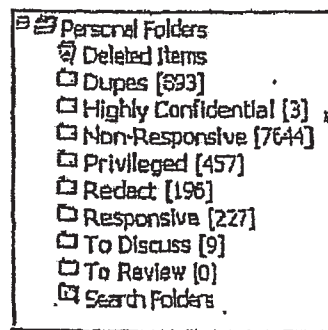 Personal Folders
Deleted Items
Dupes [893]
Highly Confidential [3]
Non-Responsive [7644]
Privileged [457]
Redact [196]
Responsive [227]
To Discuss [9]
To Review [0]
Search Folders